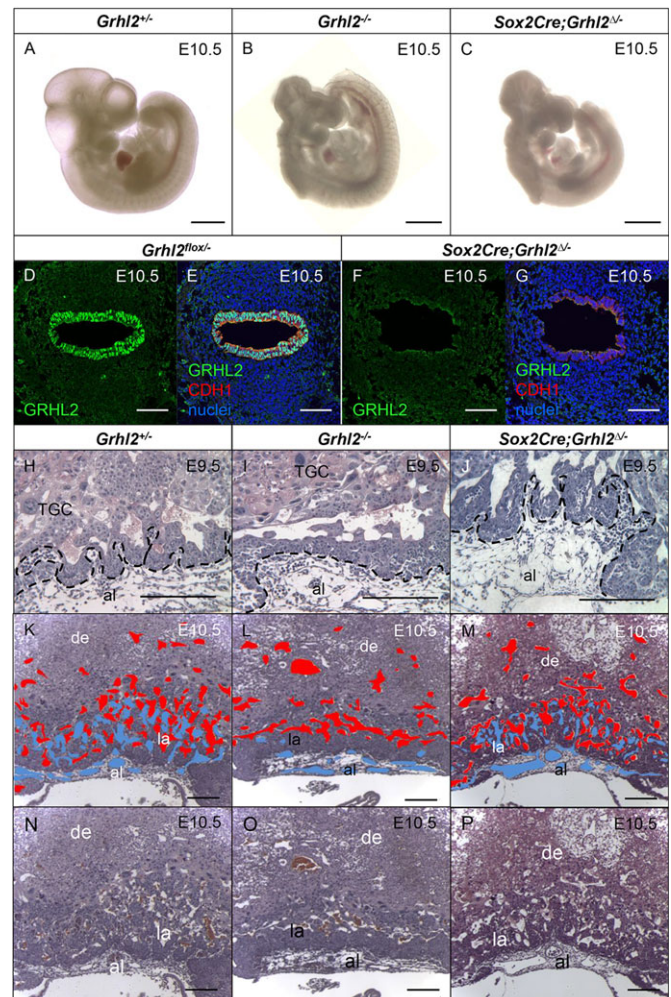 Grhl2+/- Grhl2-/- Sox2Cre;Grhl2Δ/-
A E10.5 B E10.5 C E10.5
Grhl2flox/- Sox2Cre;Grhl2Δ/-
D E10.5 E E10.5 F E10.5 G E10.5
GRHL2 GRHL2
CDH1 CDH1
GRHL2 nuclei GRHL2 nuclei
Grhl2+/- Grhl2-/- Sox2Cre;Grhl2Δ/-
H E9.5 I TGC E9.5 J E9.5
TGC
al al al
K de E10.5 L E10.5 de M E10.5 de
la la la
al al al
N E10.5 de O E10.5 de P E10.5 de
la la la
al al al